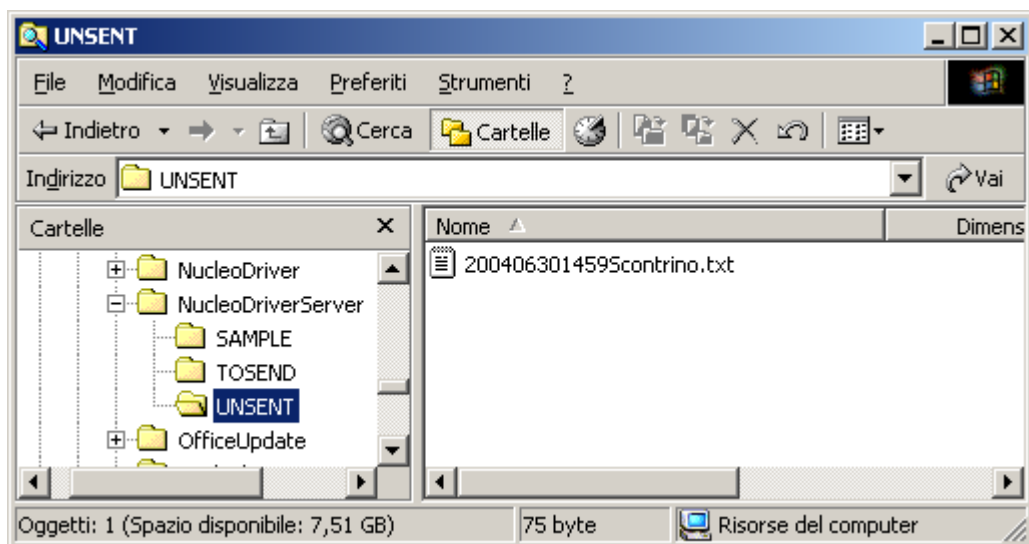 UNSENT
File Modifica Visualizza Preferiti Strumenti ?
Indietro Cerca Cartelle
Indirizzo UNSENT Vai
Cartelle
Nome Dimens
NucleoDriver
200406301459Scontrino.txt
NucleoDriverServer
SAMPLE
TOSEND
UNSENT
OfficeUpdate
Oggetti: 1 (Spazio disponibile: 7,51 GB) 75 byte Risorse del computer